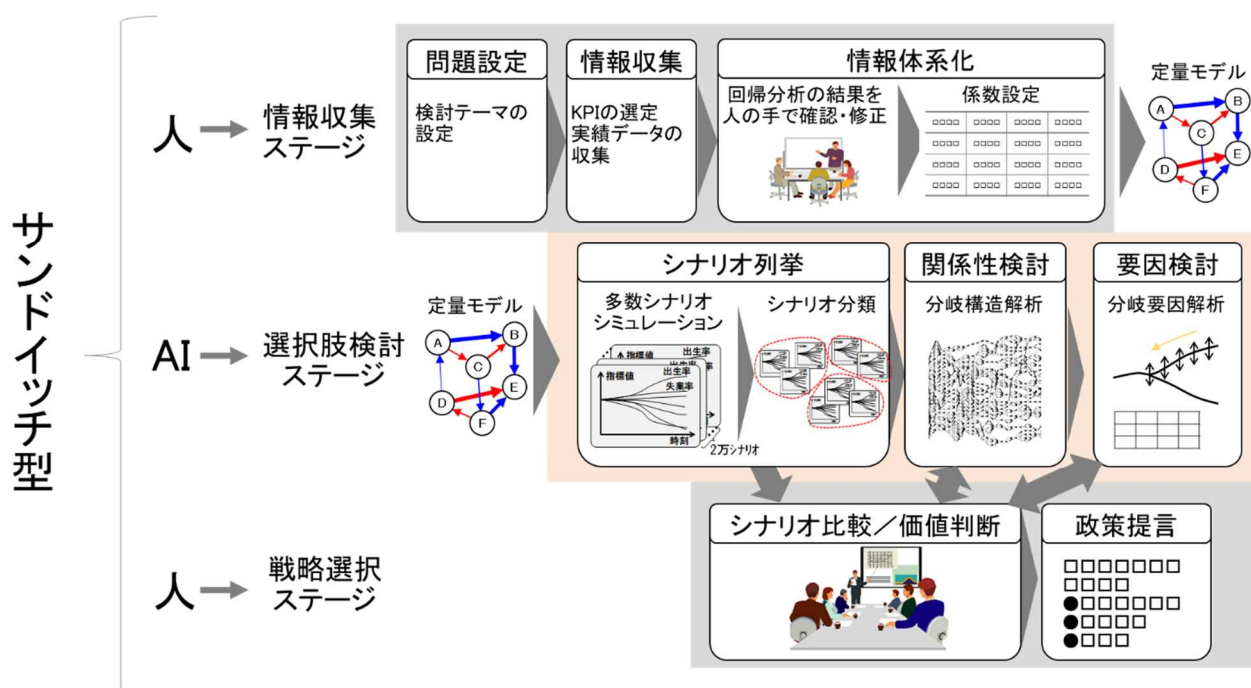 サンドイッチ型
人
情報収集
ステージ
問題設定
検討テーマの
設定
情報収集
KPIの選定
実績データの
収集
情報体系化
回帰分析の結果を
人の手で確認・修正
係数設定
□□□□ □□□□ □□□□ □□□□
□□□□ □□□□ □□□□ □□□□
□□□□ □□□□ □□□□ □□□□
□□□□ □□□□ □□□□ □□□□
定量モデル
A
B
C
E
D
F
AI
選択肢検討
ステージ
定量モデル
A
B
C
E
D
F
シナリオ列挙
多数シナリオ
シミュレーション
指標値
出生率
指標値
出生率
失業率
時刻
2万シナリオ
シナリオ分類
関係性検討
分岐構造解析
要因検討
分岐要因解析
人
戦略選択
ステージ
シナリオ比較/価値判断
政策提言
□□□□□□□
□□□□
●□□□□□□
●□□□□
●□□□